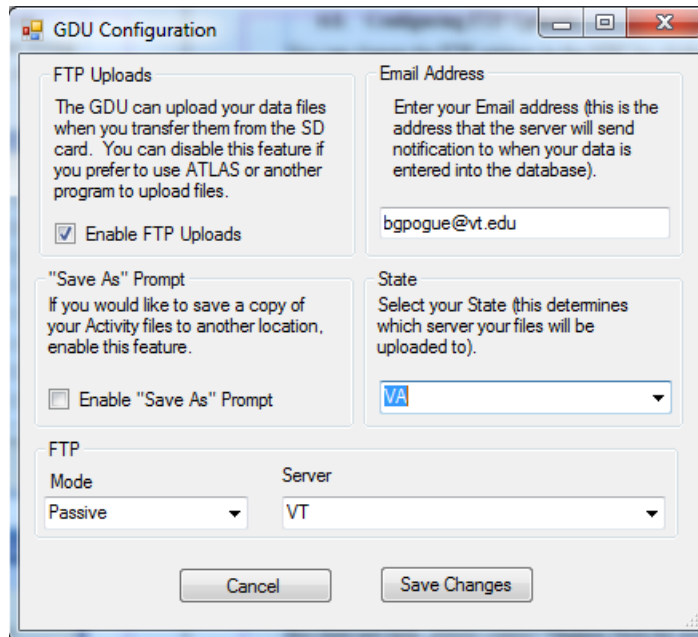 GDU Configuration
FTP Uploads
The GDU can upload your data files
when you transfer them from the SD
card. You can disable this feature if
you prefer to use ATLAS or another
program to upload files.
Enable FTP Uploads
Email Address
Enter your Email address (this is the
address that the server will send
notification to when your data is
entered into the database).
bgpogue@vt.edu
"Save As" Prompt
If you would like to save a copy of
your Activity files to another location,
enable this feature.
Enable "Save As" Prompt
State
Select your State (this determines
which server your files will be
uploaded to).
VA
FTP
Mode
Passive
Server
VT
Cancel
Save Changes